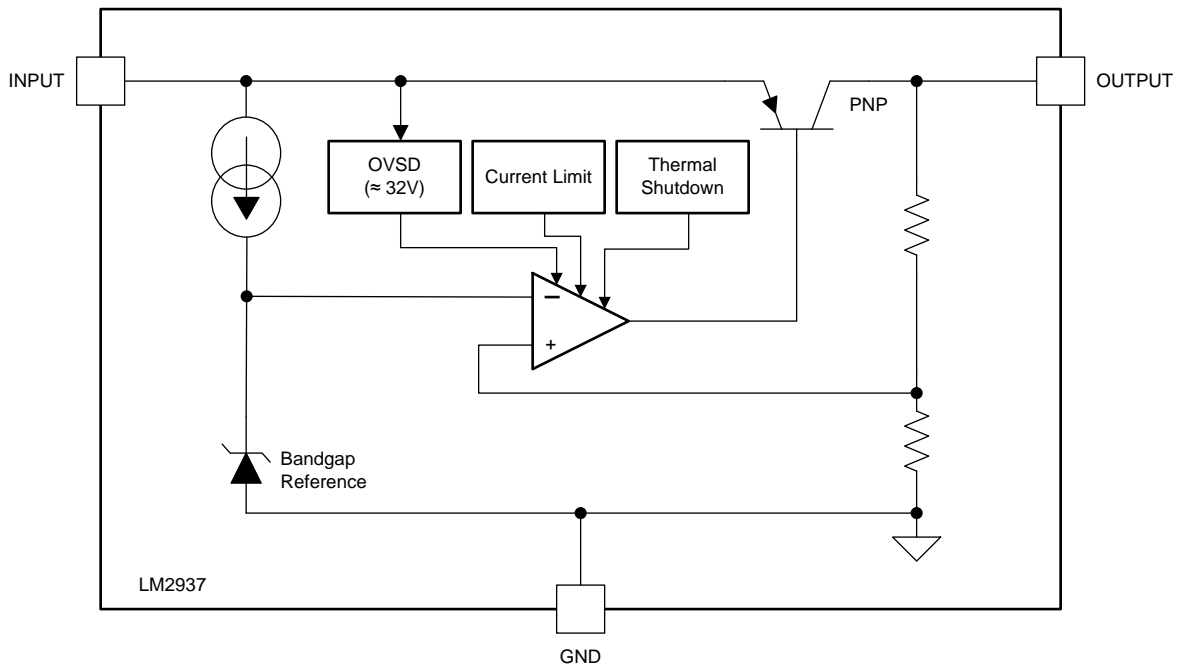 INPUT
OUTPUT
PNP
OVSD
(≈ 32V)
Current Limit
Thermal
Shutdown
−
+
Bandgap
Reference
LM2937
GND